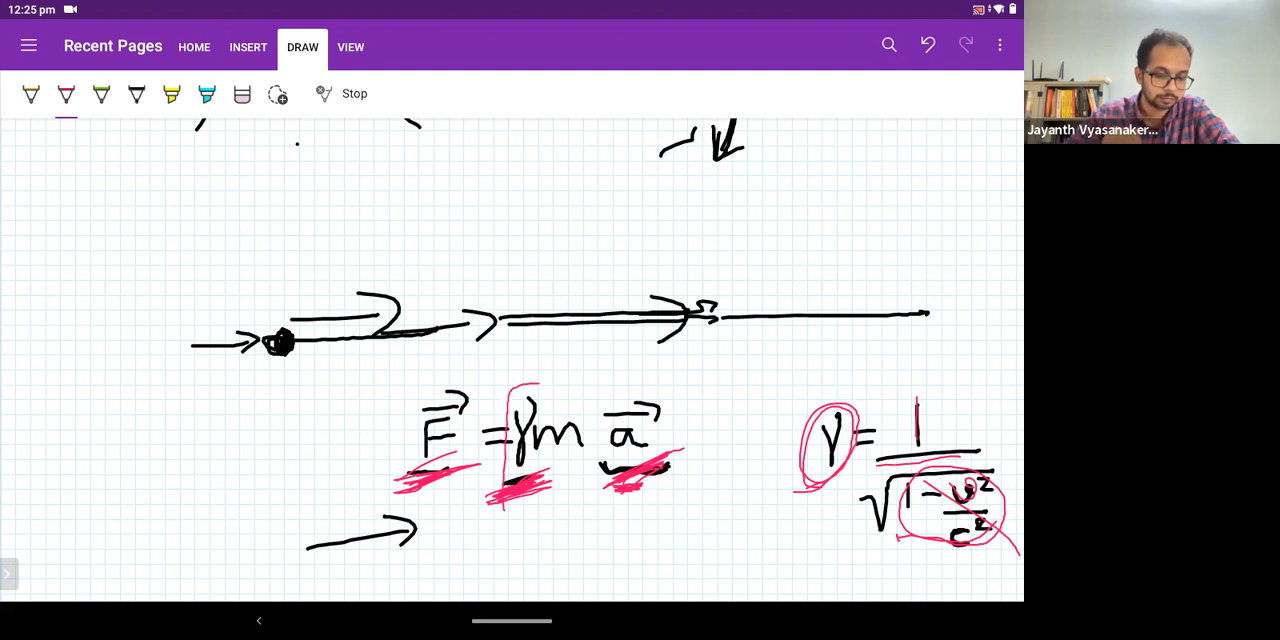 12:25 pm
Recent Pages HOME INSERT DRAW VIEW
Stop
Jayanth Vyasanaker...
F⃗ = γm a⃗
γ = 1 / √(1 - v²/c²)